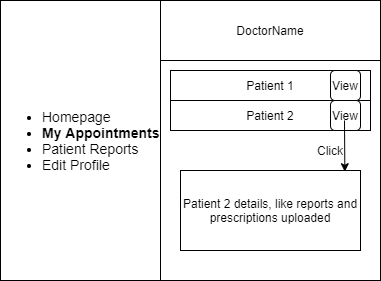 DoctorName
Homepage
My Appointments
Patient Reports
Edit Profile
Patient 1 View
Patient 2 View
Click
Patient 2 details, like reports and
prescriptions uploaded